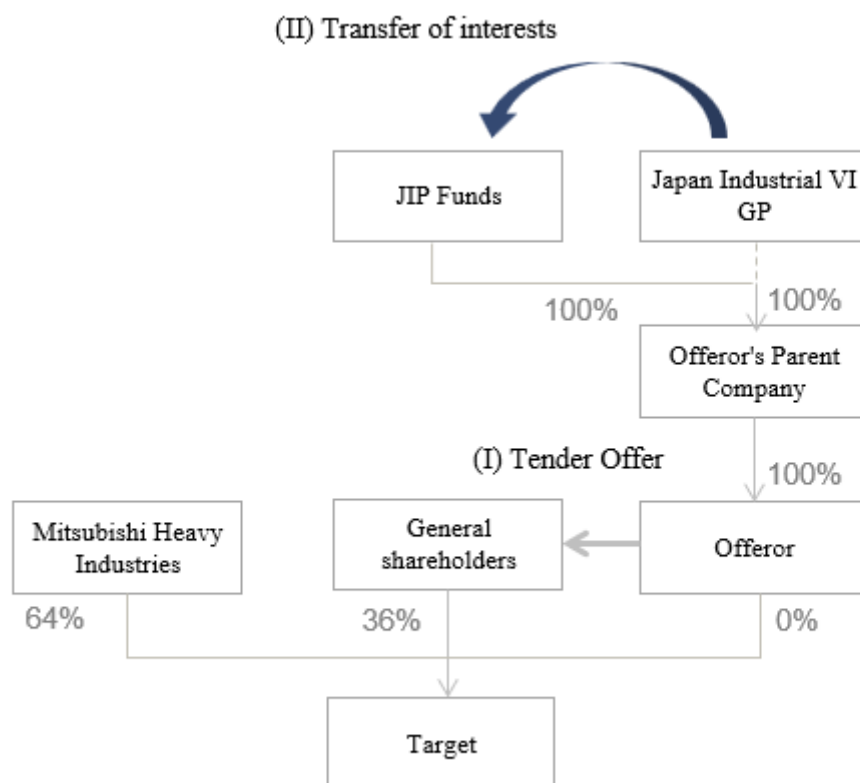 (II) Transfer of interests
JIP Funds
Japan Industrial VI
GP
100%
100%
Offeror's Parent
Company
(I) Tender Offer
100%
Mitsubishi Heavy
Industries
General
shareholders
Offeror
64%
36%
0%
Target